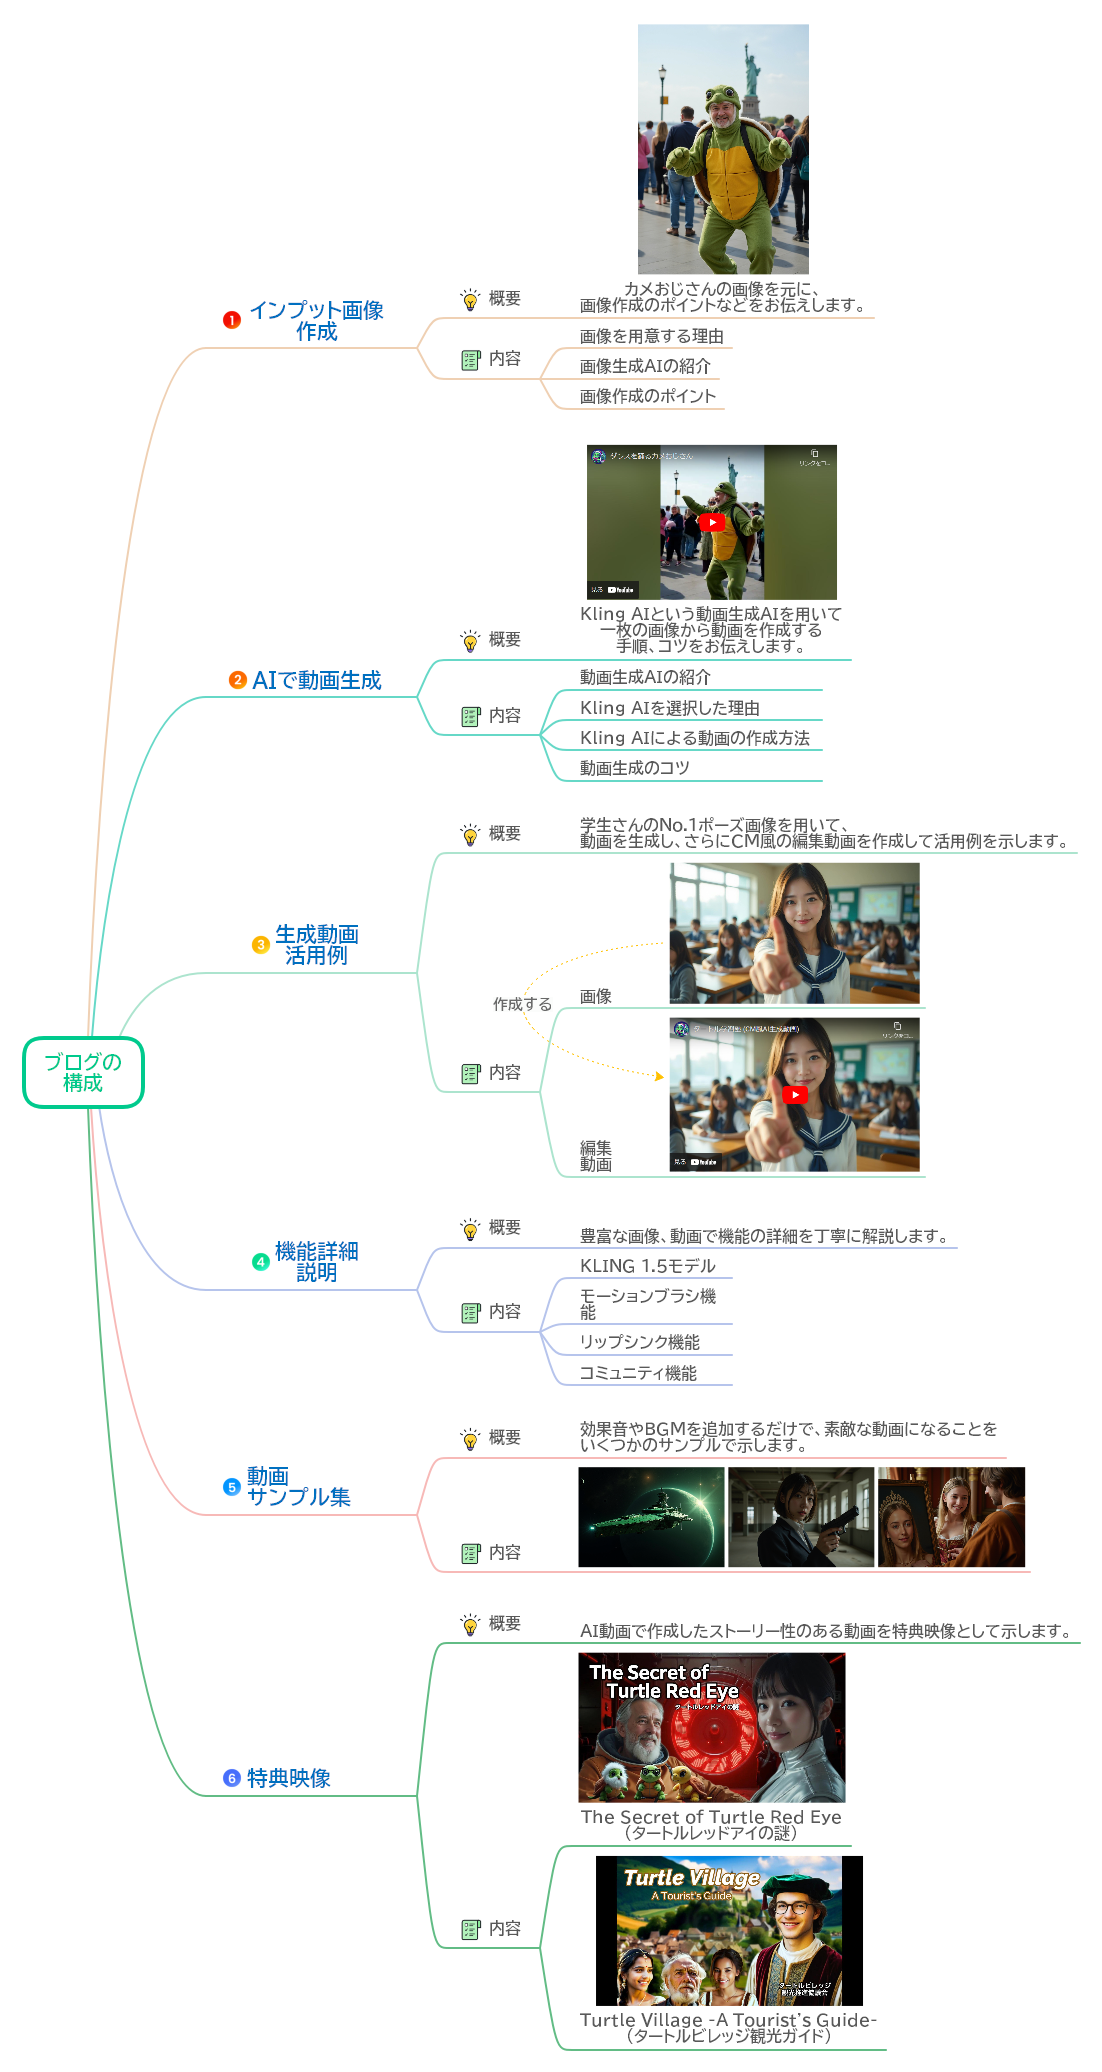 ブログの
構成
1
インプット画像
作成
概要
カメおじさんの画像を元に、
画像作成のポイントなどをお伝えします。
内容
画像を用意する理由
画像生成AIの紹介
画像作成のポイント
2
AIで動画生成
概要
ダンスを踊るカメおじさん
リンクをコ...
見る YouTube
Kling AIという動画生成AIを用いて
一枚の画像から動画を作成する
手順、コツをお伝えします。
内容
動画生成AIの紹介
Kling AIを選択した理由
Kling AIによる動画の作成方法
動画生成のコツ
3
生成動画
活用例
概要
学生さんのNo.1ポーズ画像を用いて、
動画を生成し、さらにCM風の編集動画を作成して活用例を示します。
内容
作成する
画像
タートル学習塾 (CM風AI生成動画)
リンクをコ...
見る YouTube
編集
動画
4
機能詳細
説明
概要
豊富な画像、動画で機能の詳細を丁寧に解説します。
内容
KLING 1.5モデル
モーションブラシ機
能
リップシンク機能
コミュニティ機能
5
動画
サンプル集
概要
効果音やBGMを追加するだけで、素敵な動画になることを
いくつかのサンプルで示します。
内容
6
特典映像
概要
AI動画で作成したストーリー性のある動画を特典映像として示します。
内容
The Secret of
Turtle Red Eye
タートルレッドアイの謎
The Secret of Turtle Red Eye
（タートルレッドアイの謎）
Turtle Village
A Tourist's Guide
タートルビレッジ
観光推進協議会
Turtle Village -A Tourist's Guide-
（タートルビレッジ観光ガイド）